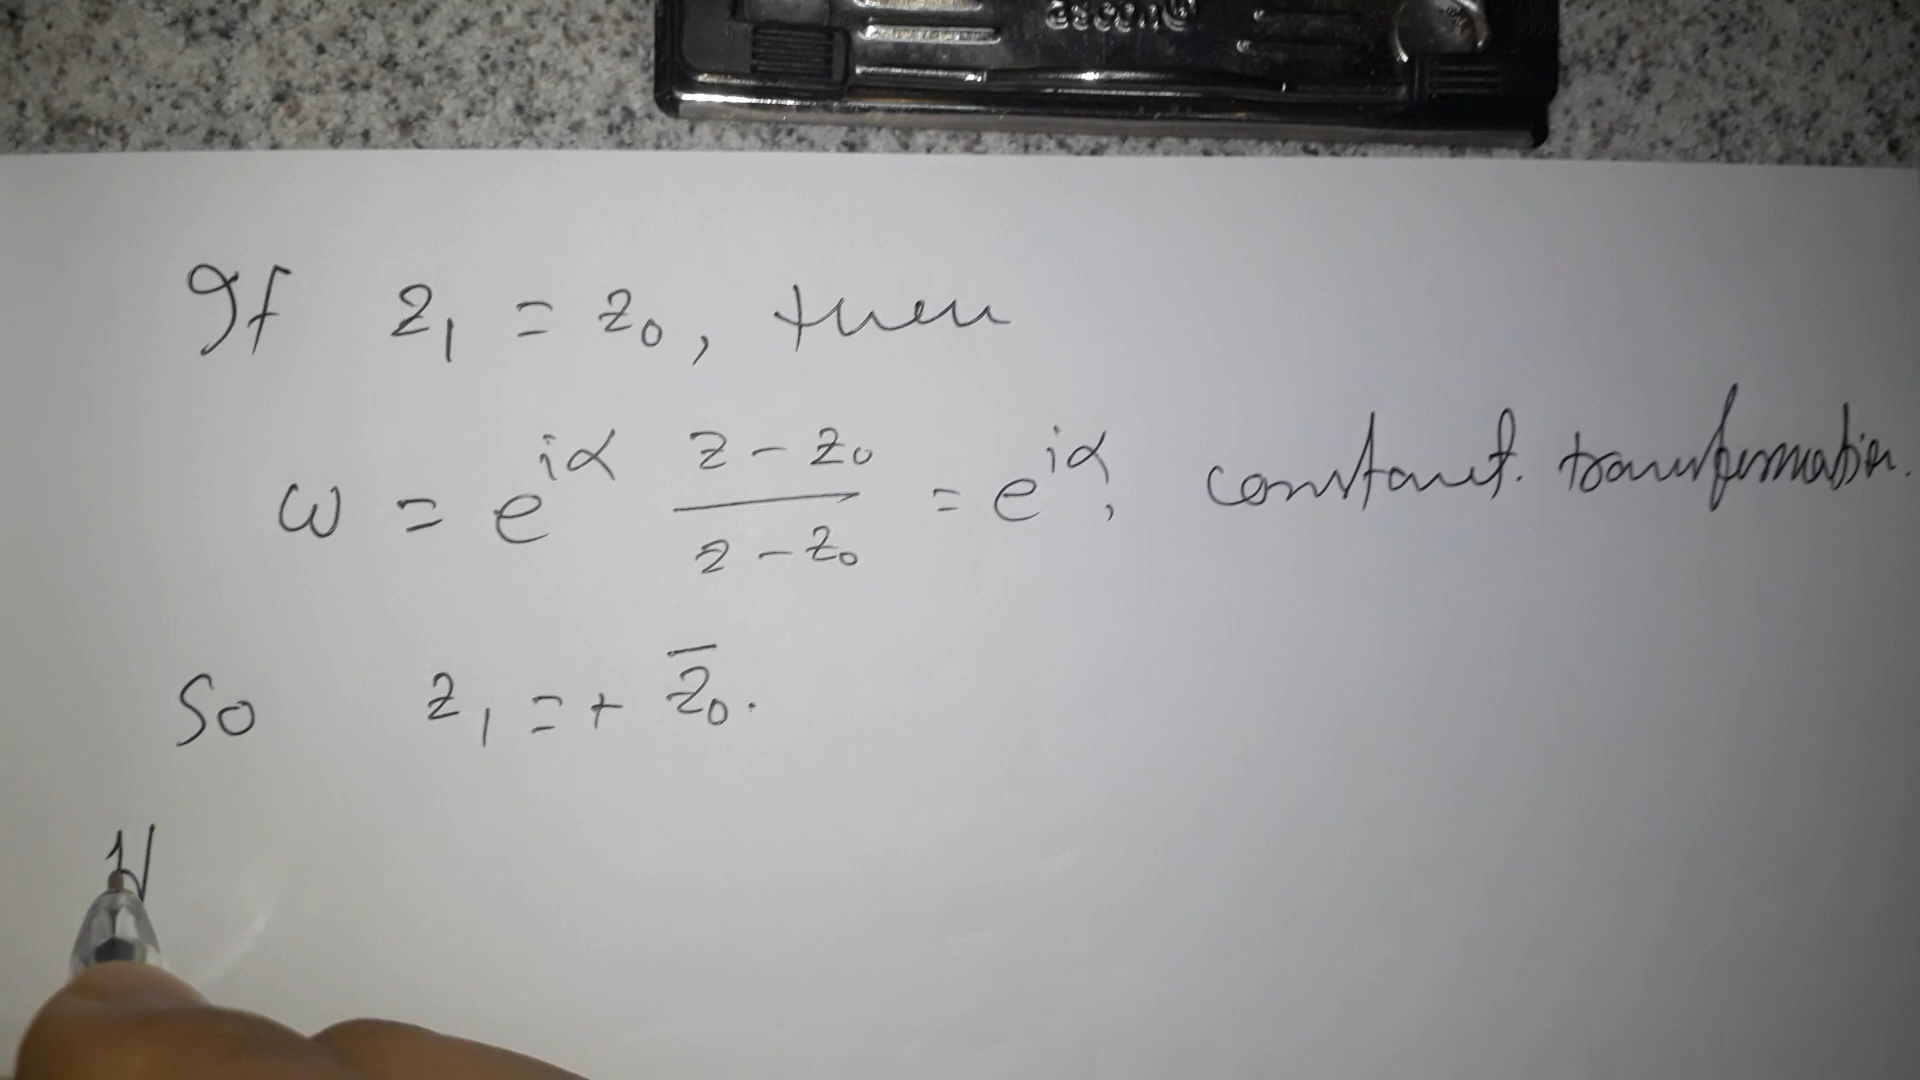 If z₁ = z₀, then
ω = e^{iα} (z - z₀)/(z - z₀) = e^{iα}, constant. transformation.
So z₁ = + z̄₀.